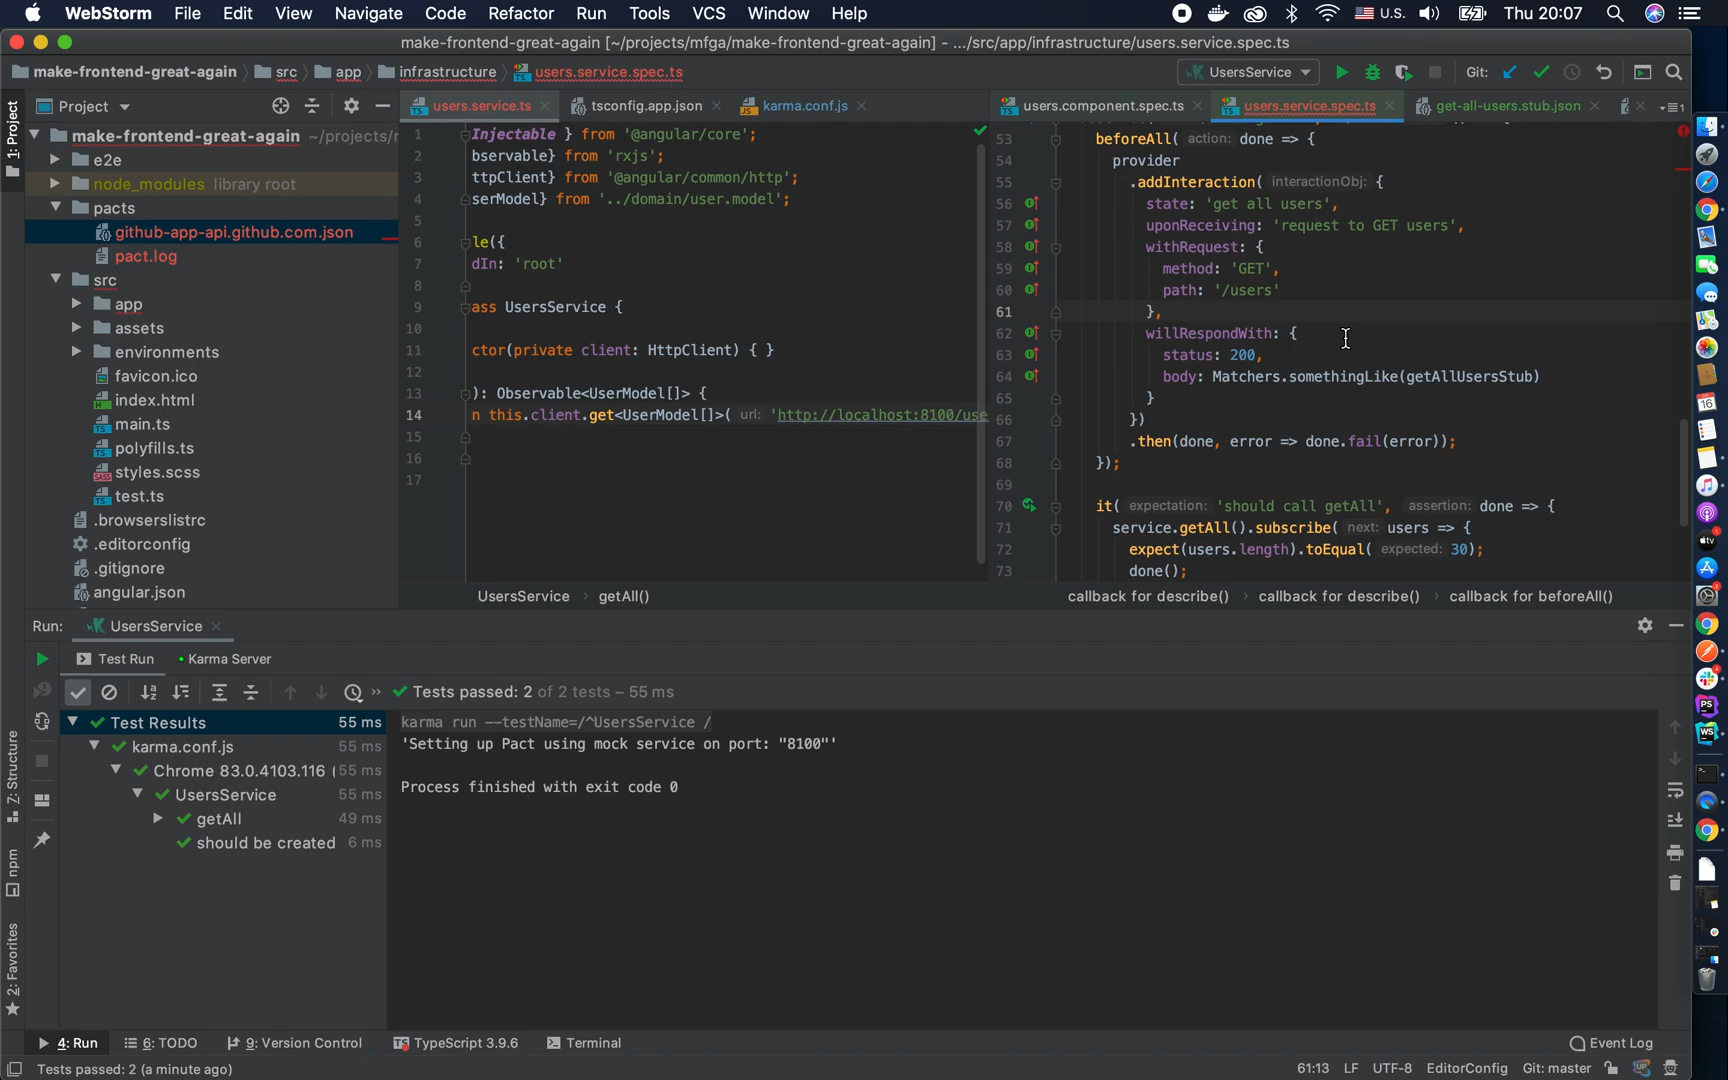 WebStorm File Edit View Navigate Code Refactor Run Tools VCS Window Help U.S. Thu 20:07
make-frontend-great-again [~/projects/mfga/make-frontend-great-again] - .../src/app/infrastructure/users.service.spec.ts
make-frontend-great-again src app infrastructure users.service.spec.ts UsersService Git:
1: Project
Project
make-frontend-great-again ~/projects/
e2e
node_modules library root
pacts
github-app-api.github.com.json
pact.log
src
app
assets
environments
favicon.ico
index.html
main.ts
polyfills.ts
styles.scss
test.ts
.browserslistrc
.editorconfig
.gitignore
angular.json
users.service.ts tsconfig.app.json karma.conf.js
1 Injectable } from '@angular/core';
2 bservable} from 'rxjs';
3 ttpClient} from '@angular/common/http';
4 serModel} from '../domain/user.model';
5
6 le({
7 dIn: 'root'
8
9 ass UsersService {
10
11 ctor(private client: HttpClient) { }
12
13 ): Observable<UserModel[]> {
14 n this.client.get<UserModel[]>( url: 'http://localhost:8100/use
15
16
17
UsersService › getAll()
users.component.spec.ts users.service.spec.ts get-all-users.stub.json
53 beforeAll( action: done => {
54 provider
55 .addInteraction( interactionObj: {
56 state: 'get all users',
57 uponReceiving: 'request to GET users',
58 withRequest: {
59 method: 'GET',
60 path: '/users'
61 },
62 willRespondWith: {
63 status: 200,
64 body: Matchers.somethingLike(getAllUsersStub)
65 }
66 })
67 .then(done, error => done.fail(error));
68 });
69
70 it( expectation: 'should call getAll', assertion: done => {
71 service.getAll().subscribe( next: users => {
72 expect(users.length).toEqual( expected: 30);
73 done();
callback for describe() › callback for describe() › callback for beforeAll()
Run: UsersService
Test Run Karma Server
Tests passed: 2 of 2 tests – 55 ms
Test Results 55 ms
karma.conf.js 55 ms
Chrome 83.0.4103.116 ( 55 ms
UsersService 55 ms
getAll 49 ms
should be created 6 ms
karma run --testName=/^UsersService /
'Setting up Pact using mock service on port: "8100"'
Process finished with exit code 0
7: Structure
npm
2: Favorites
4: Run 6: TODO 9: Version Control TypeScript 3.9.6 Terminal Event Log
Tests passed: 2 (a minute ago) 61:13 LF UTF-8 EditorConfig Git: master